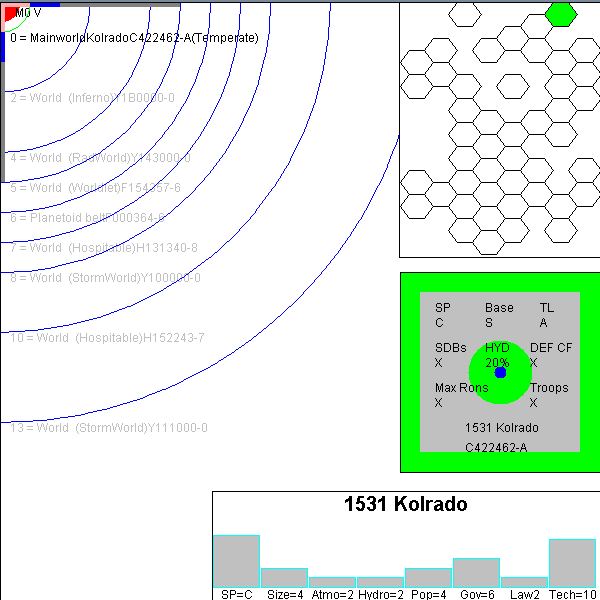 M0 V
0 = MainworldKolradoC422462-A(Temperate)
2 = World (Inferno)Y1B0000-0
4 = World (RadWorld)Y143000-0
5 = World (Worldlet)F154357-6
6 = Planetoid beltF000364-6
7 = World (Hospitable)H131340-8
8 = World (StormWorld)Y100000-0
10 = World (Hospitable)H152243-7
13 = World (StormWorld)Y111000-0
SP Base TL
C S A
SDBs HYD DEF CF
X 20% X
Max Rons Troops
X X
1531 Kolrado
C422462-A
1531 Kolrado
SP=C Size=4 Atmo=2 Hydro=2 Pop=4 Gov=6 Law2 Tech=10